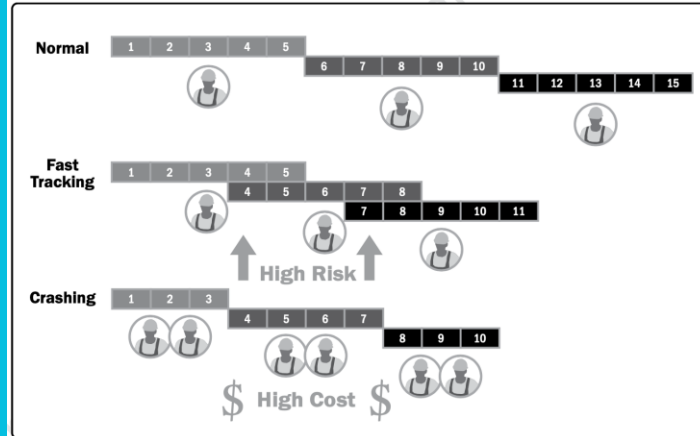 Normal
1 2 3 4 5
6 7 8 9 10
11 12 13 14 15
Fast
Tracking
1 2 3 4 5
4 5 6 7 8
7 8 9 10 11
High Risk
Crashing
1 2 3
4 5 6 7
8 9 10
$ High Cost $